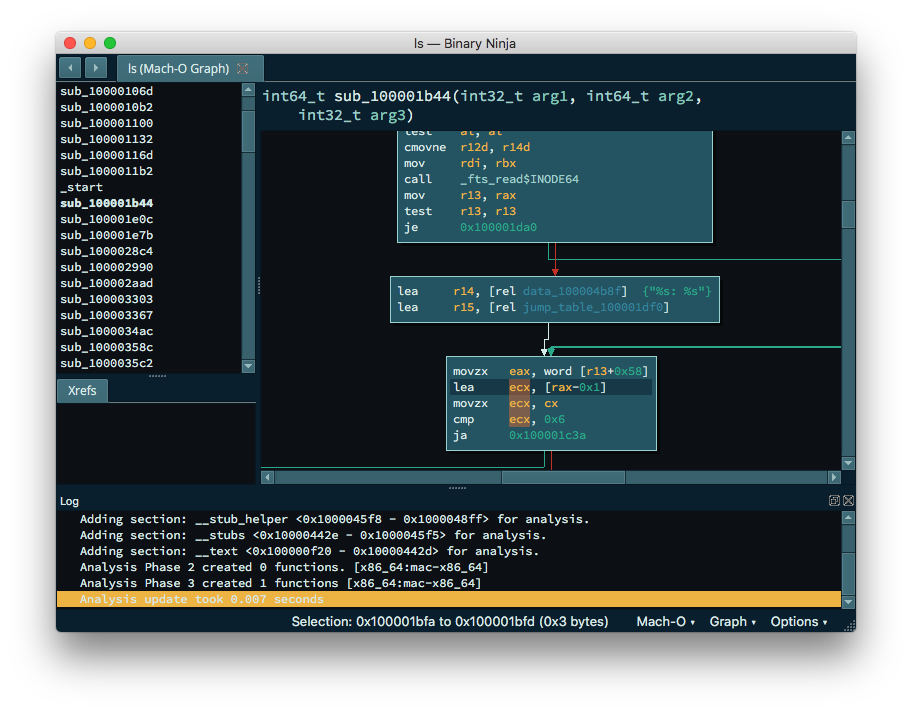 ls — Binary Ninja
ls (Mach-O Graph)
sub_10000106d
sub_1000010b2
sub_100001100
sub_100001132
sub_10000116d
sub_1000011b2
_start
sub_100001b44
sub_100001e0c
sub_100001e7b
sub_1000028c4
sub_100002990
sub_100002aad
sub_100003303
sub_100003367
sub_1000034ac
sub_10000358c
sub_1000035c2
Xrefs
int64_t sub_100001b44(int32_t arg1, int64_t arg2,
int32_t arg3)
test al, al
cmovne r12d, r14d
mov rdi, rbx
call _fts_read$INODE64
mov r13, rax
test r13, r13
je 0x100001da0
lea r14, [rel data_100004b8f] {"%s: %s"}
lea r15, [rel jump_table_100001df0]
movzx eax, word [r13+0x58]
lea ecx, [rax-0x1]
movzx ecx, cx
cmp ecx, 0x6
ja 0x100001c3a
Log
Adding section: __stub_helper <0x1000045f8 - 0x1000048ff> for analysis.
Adding section: __stubs <0x10000442e - 0x1000045f5> for analysis.
Adding section: __text <0x100000f20 - 0x10000442d> for analysis.
Analysis Phase 2 created 0 functions. [x86_64:mac-x86_64]
Analysis Phase 3 created 1 functions [x86_64:mac-x86_64]
Analysis update took 0.007 seconds
Selection: 0x100001bfa to 0x100001bfd (0x3 bytes) Mach-O Graph Options